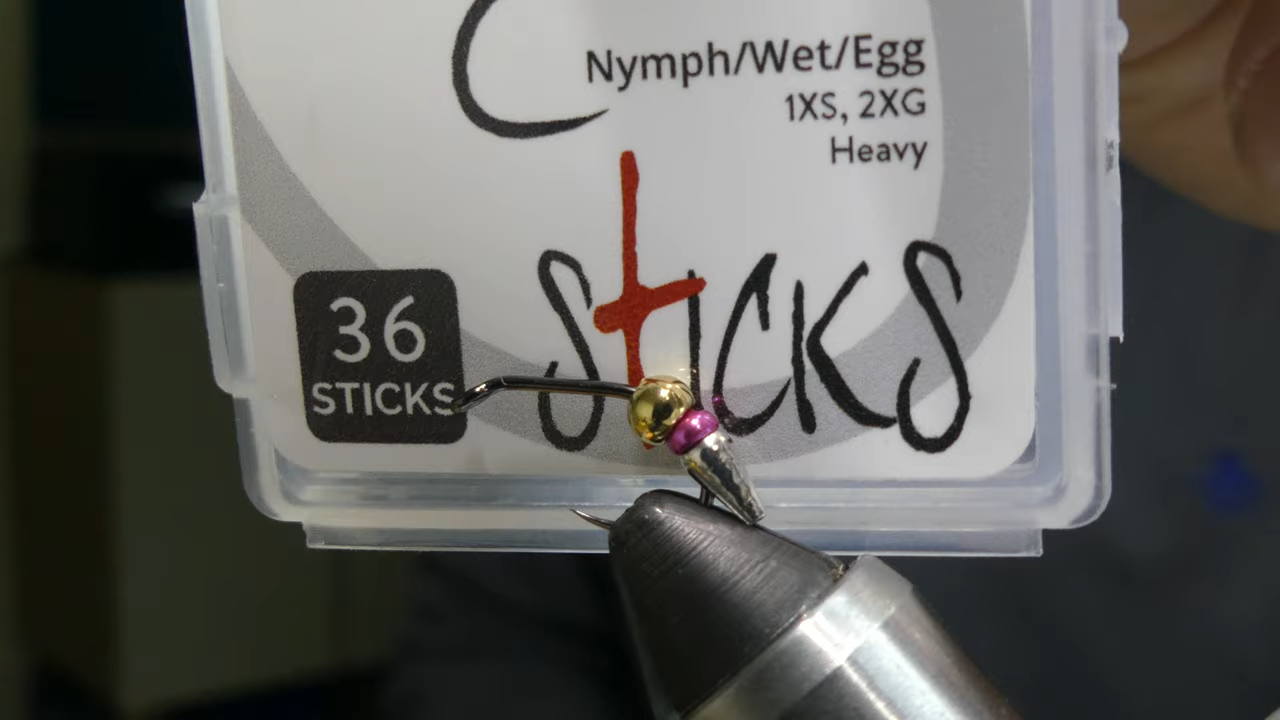 Nymph/Wet/Egg
1XS, 2XG
Heavy
StICKS
36
STICKS